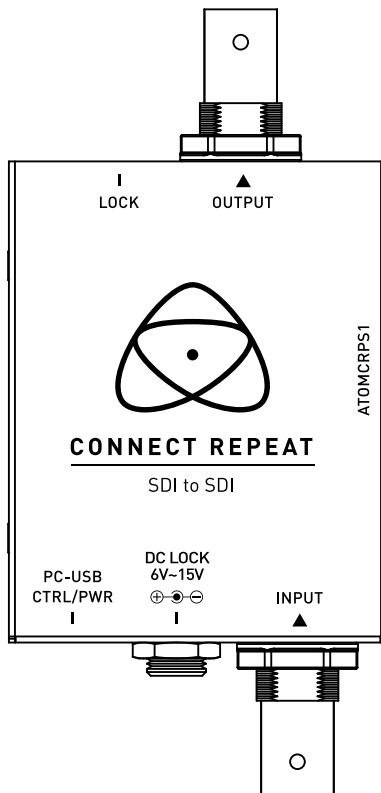 LOCK
OUTPUT
ATOMCRPS1
CONNECT REPEAT
SDI to SDI
PC-USB
CTRL/PWR
DC LOCK
6V~15V
INPUT